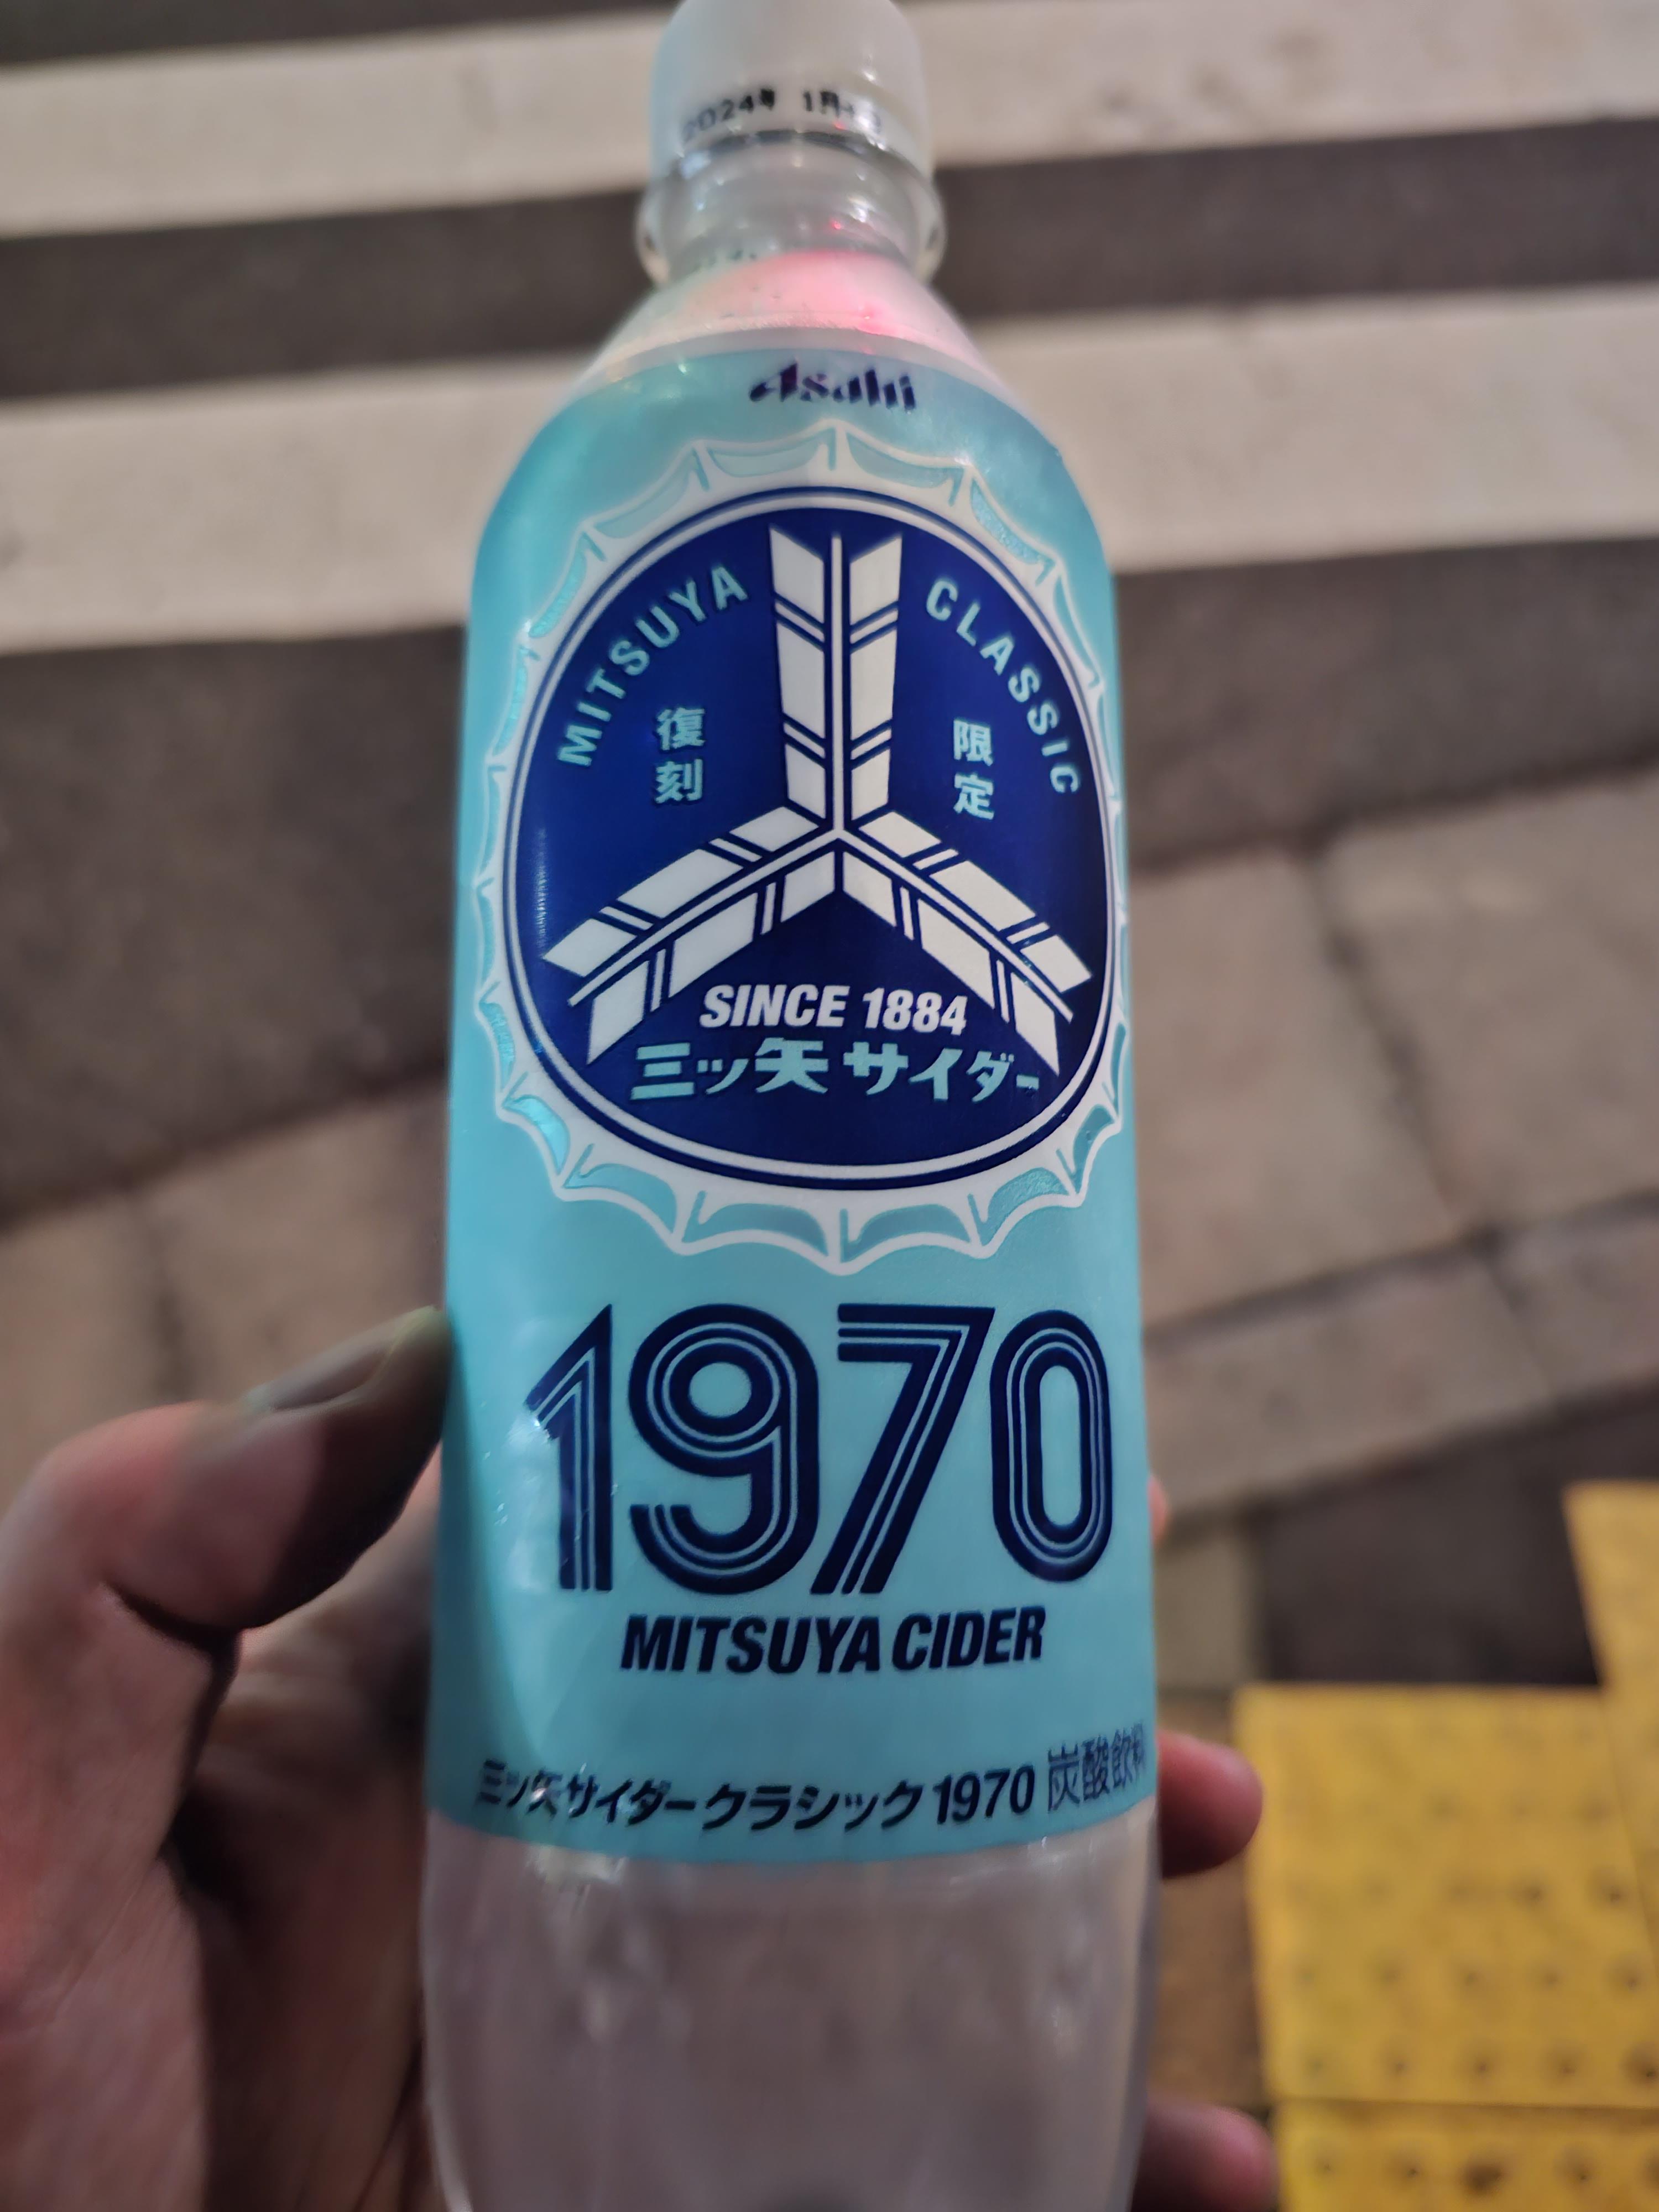 2024年 1月
Asahi
MITSUYA CLASSIC
復刻 限定
SINCE 1884
三ツ矢サイダー
1970
MITSUYA CIDER
三ツ矢サイダークラシック1970 炭酸飲料